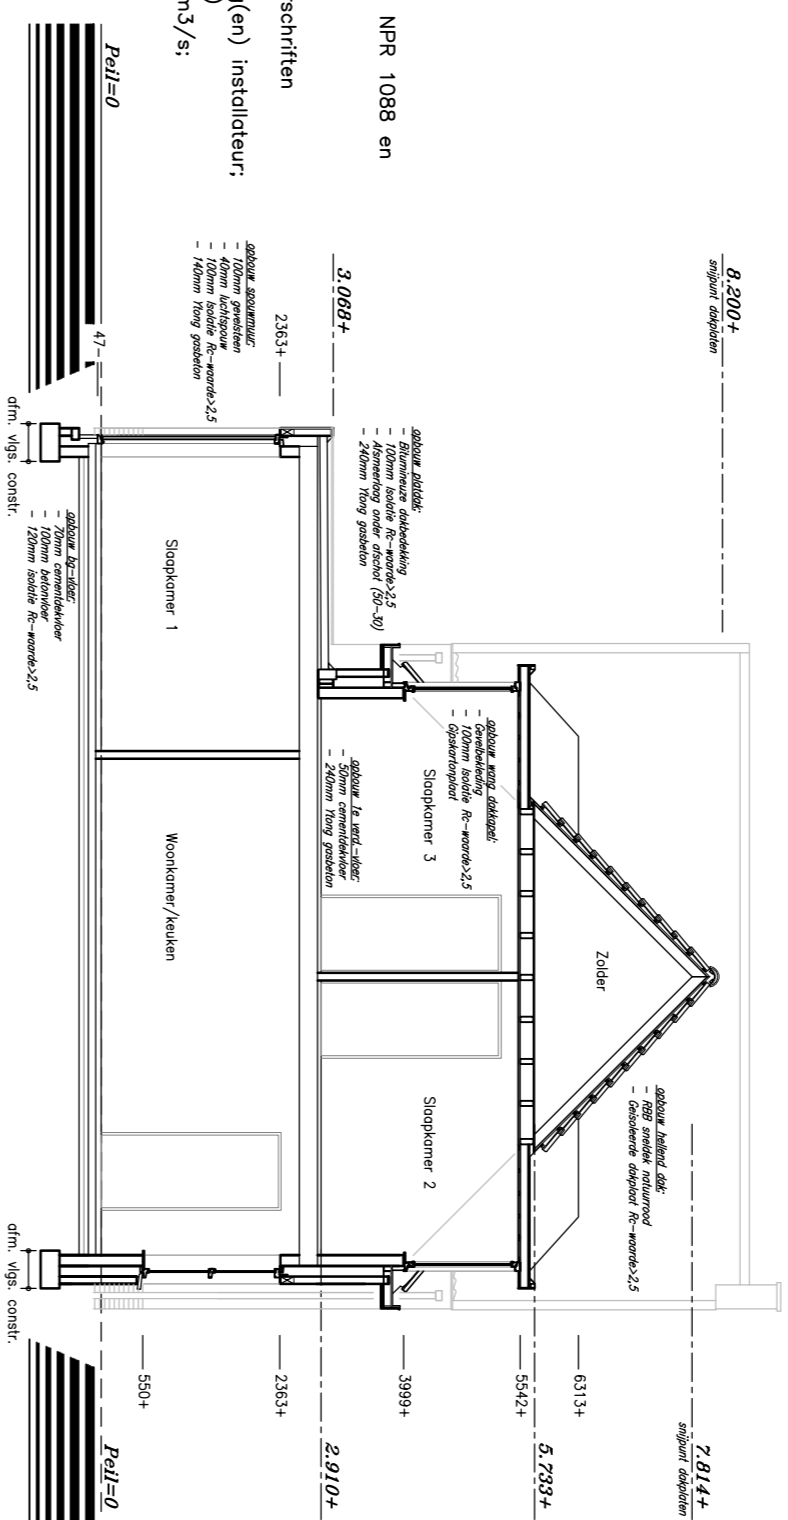 NPR 1088 en
schriften
g(en) installateur;
)
m3/s;
8.200+
snijpunt dakplaten
3.068+
2363+
47-
Peil=0
opbouw spouwmuur:
- 100mm gevelsteen
- 40mm luchtspouw
- 100mm isolatie Rc-waarde>2,5
- 140mm Ytong gasbeton
opbouw platdak:
- Bitumineuze dakbedekking
- 100mm isolatie Rc-waarde>2,5
- Afsmeerlaag onder afschot (50-30)
- 240mm Ytong gasbeton
afm. vlgs. constr.
opbouw bg-vloer:
- 70mm cementdekvloer
- 100mm betonvloer
- 120mm isolatie Rc-waarde>2,5
Slaapkamer 1
opbouw wang dakkapel:
- Gevelbekleding
- 100mm isolatie Rc-waarde>2,5
- Gipskartonplaat
Slaapkamer 3
opbouw 1e verd.-vloer:
- 50mm cementdekvloer
- 240mm Ytong gasbeton
Woonkamer/keuken
Zolder
opbouw hellend dak:
- RBB sneldek natuurrood
- Geisoleerde dakplaat Rc-waarde>2,5
Slaapkamer 2
afm. vlgs. constr.
7.814+
snijpunt dakplaten
6313+
5.733+
5542+
3999+
2.910+
2363+
550+
Peil=0